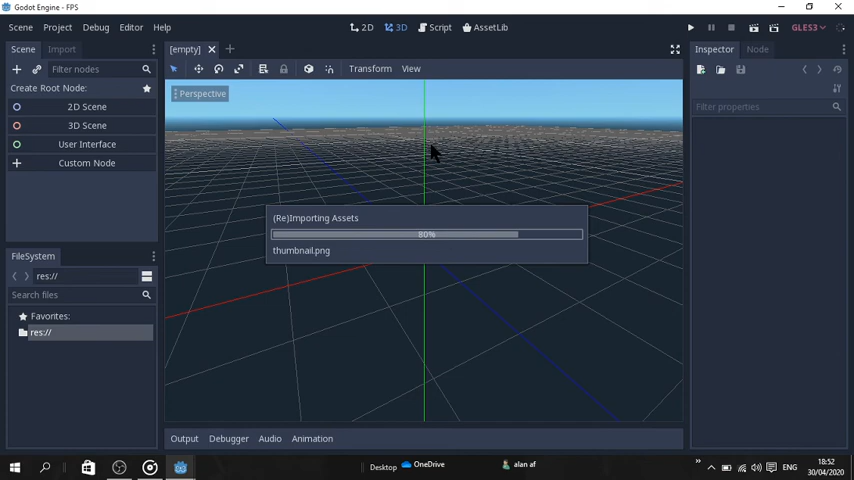 Godot Engine - FPS
Scene Project Debug Editor Help
2D 3D Script AssetLib
GLES3
Scene Import
[empty]
Inspector Node
Filter nodes
Transform View
Create Root Node:
Perspective
Filter properties
2D Scene
3D Scene
User Interface
Custom Node
(Re)Importing Assets
80%
thumbnail.png
FileSystem
res://
Search files
Favorites:
res://
Output Debugger Audio Animation
Desktop OneDrive alan af
ENG
18:52
30/04/2020